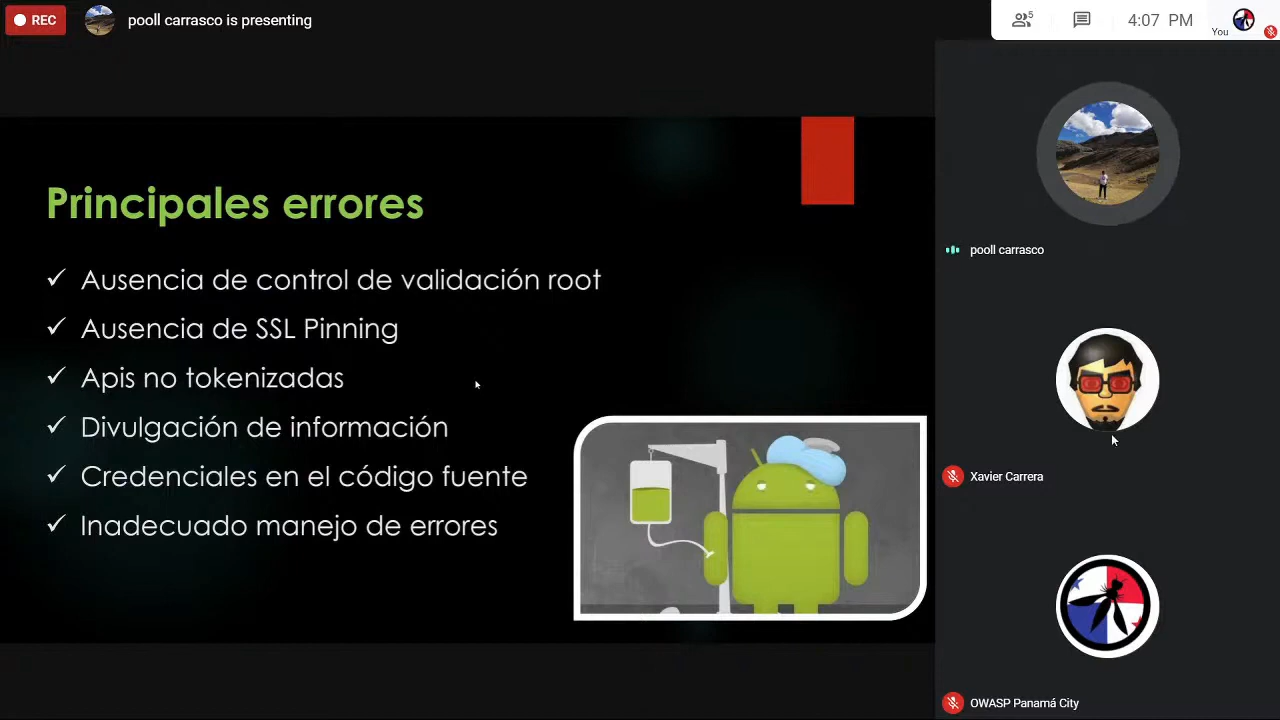 REC
pooll carrasco is presenting
5
4:07 PM
You
Principales errores
✓ Ausencia de control de validación root
✓ Ausencia de SSL Pinning
✓ Apis no tokenizadas
✓ Divulgación de información
✓ Credenciales en el código fuente
✓ Inadecuado manejo de errores
pooll carrasco
Xavier Carrera
OWASP Panamá City